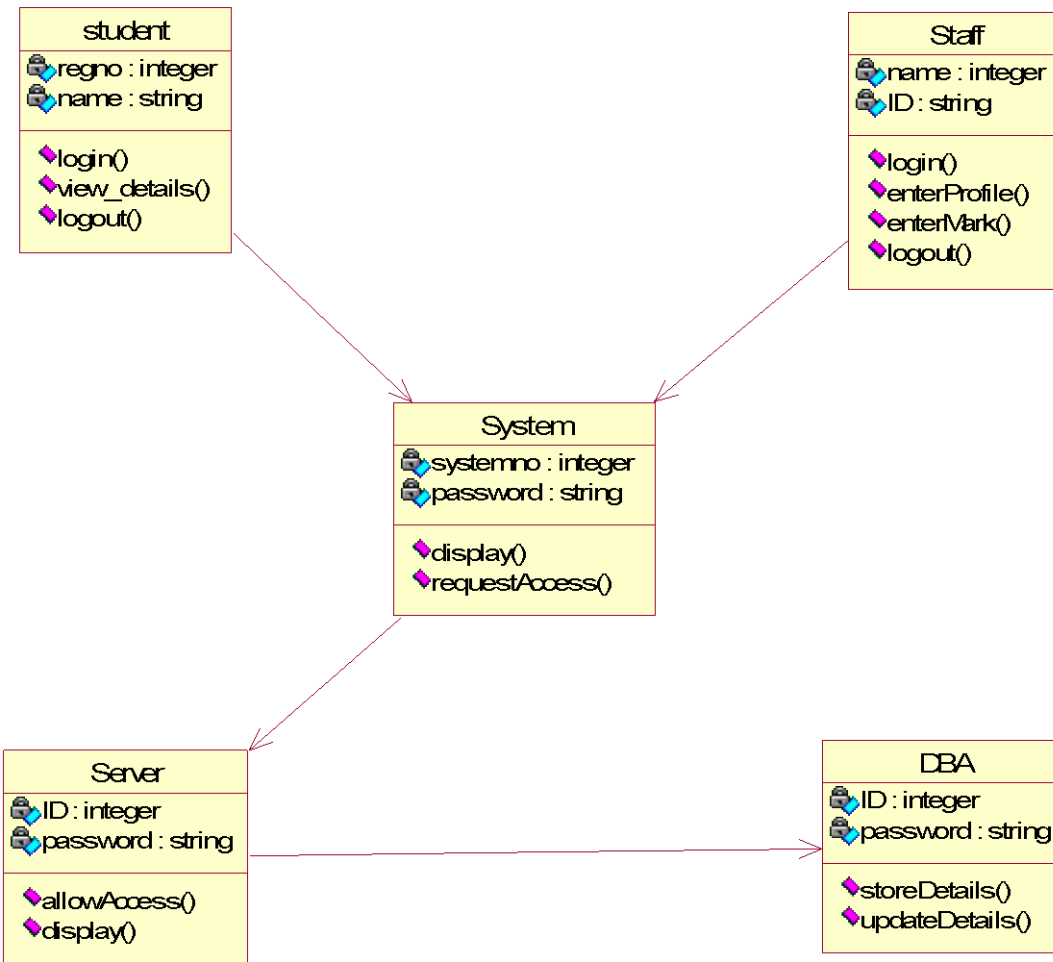 student
regno : integer
name : string
login()
view_details()
logout()
Staff
name : integer
ID : string
login()
enterProfile()
enterMark()
logout()
System
systemno : integer
password : string
display()
requestAccess()
Server
ID : integer
password : string
allowAccess()
display()
DBA
ID : integer
password : string
storeDetails()
updateDetails()